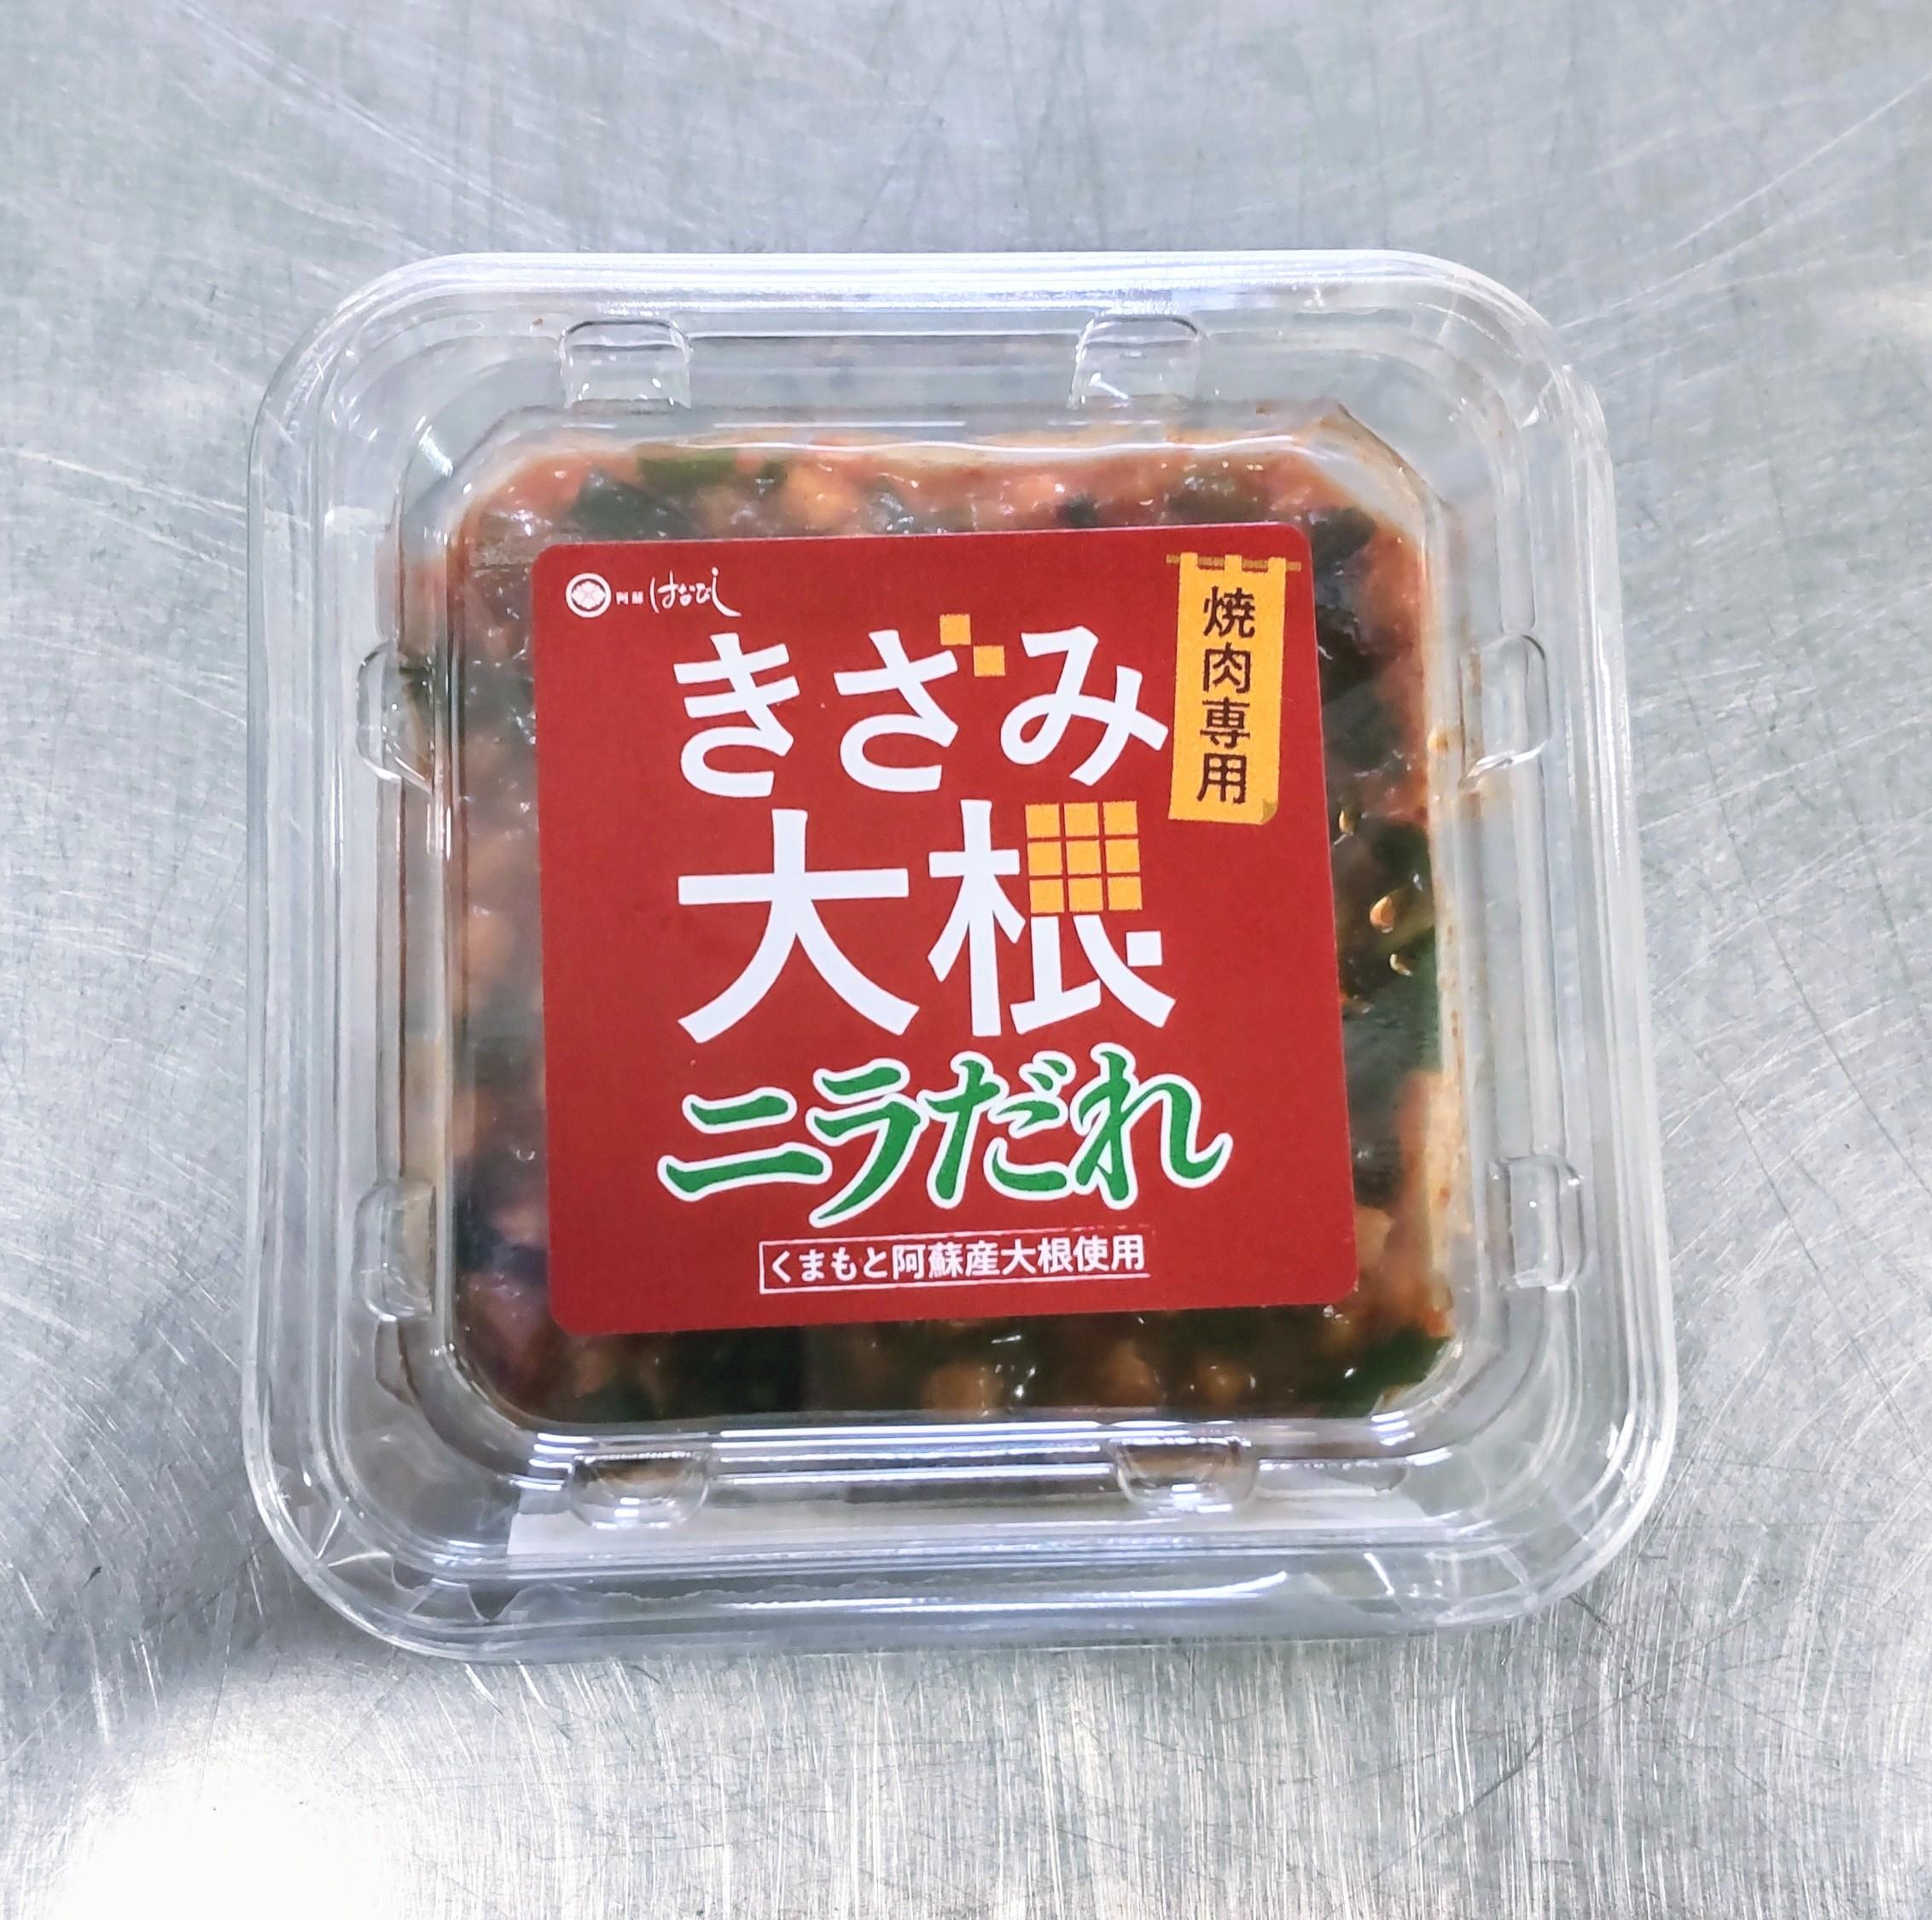 阿蘇 はなびし
焼肉専用
きざみ
大根
ニラだれ
くまもと阿蘇産大根使用